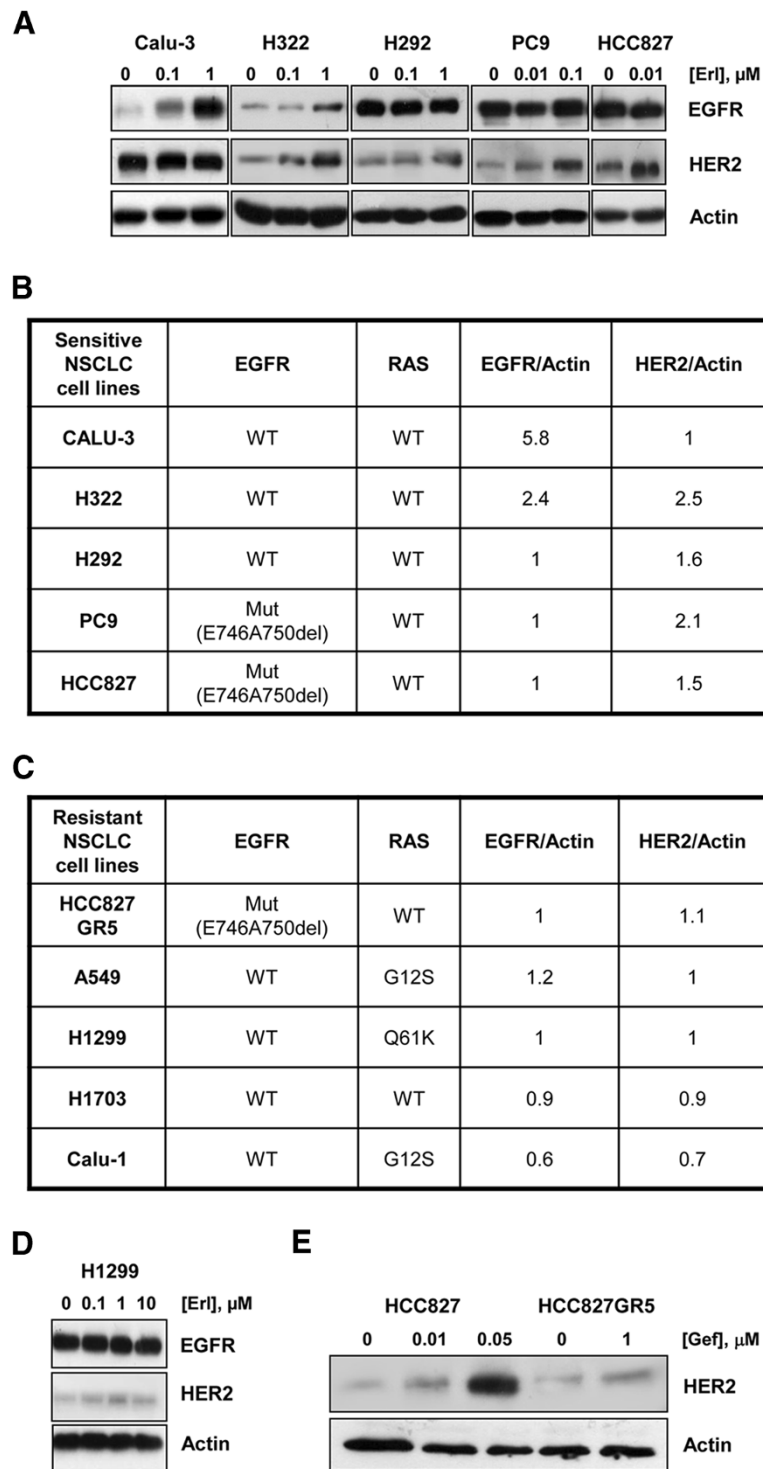 A
Calu-3 H322 H292 PC9 HCC827
0 0.1 1 0 0.1 1 0 0.1 1 0 0.01 0.1 0 0.01 [Erl], µM
EGFR
HER2
Actin
B
Sensitive
NSCLC
cell lines
EGFR
RAS
EGFR/Actin
HER2/Actin
CALU-3 WT WT 5.8 1
H322 WT WT 2.4 2.5
H292 WT WT 1 1.6
PC9 Mut
(E746A750del) WT 1 2.1
HCC827 Mut
(E746A750del) WT 1 1.5
C
Resistant
NSCLC
cell lines
EGFR
RAS
EGFR/Actin
HER2/Actin
HCC827
GR5
Mut
(E746A750del)
WT 1 1.1
A549 WT G12S 1.2 1
H1299 WT Q61K 1 1
H1703 WT WT 0.9 0.9
Calu-1 WT G12S 0.6 0.7
D
H1299
0 0.1 1 10 [Erl], µM
EGFR
HER2
Actin
E
HCC827 HCC827GR5
0 0.01 0.05 0 1 [Gef], µM
HER2
Actin